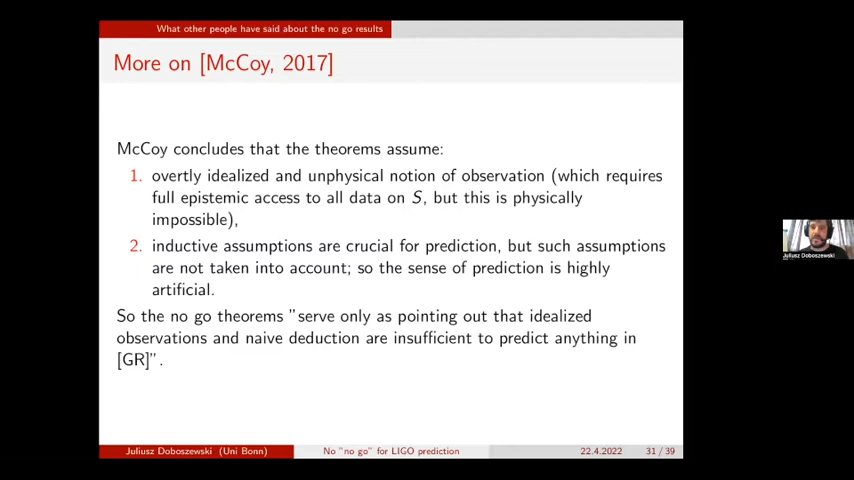 What other people have said about the no go results
More on [McCoy, 2017]
McCoy concludes that the theorems assume:
1. overtly idealized and unphysical notion of observation (which requires
full epistemic access to all data on S, but this is physically
impossible),
2. inductive assumptions are crucial for prediction, but such assumptions
are not taken into account; so the sense of prediction is highly
artificial.
So the no go theorems "serve only as pointing out that idealized
observations and naive deduction are insufficient to predict anything in
[GR]".
Juliusz Doboszewski
Juliusz Doboszewski (Uni Bonn) No "no go" for LIGO prediction 22.4.2022 31 / 39